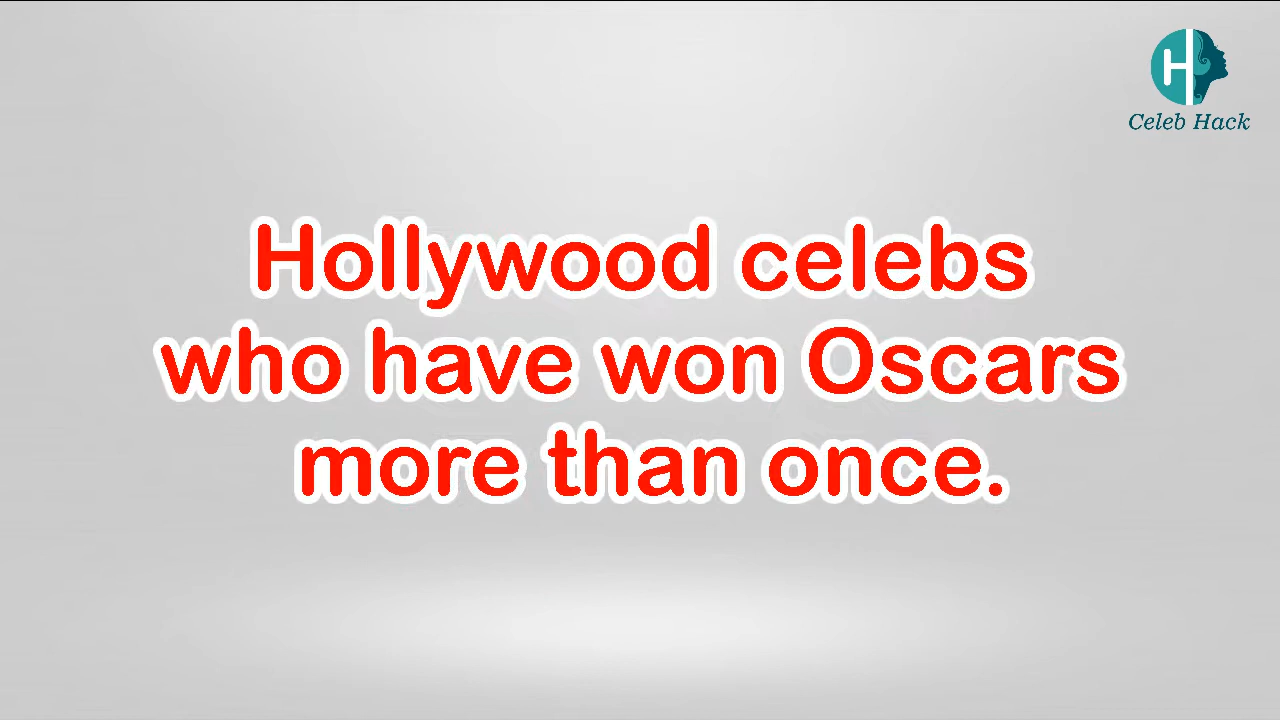 H
Celeb Hack
Hollywood celebs
who have won Oscars
more than once.